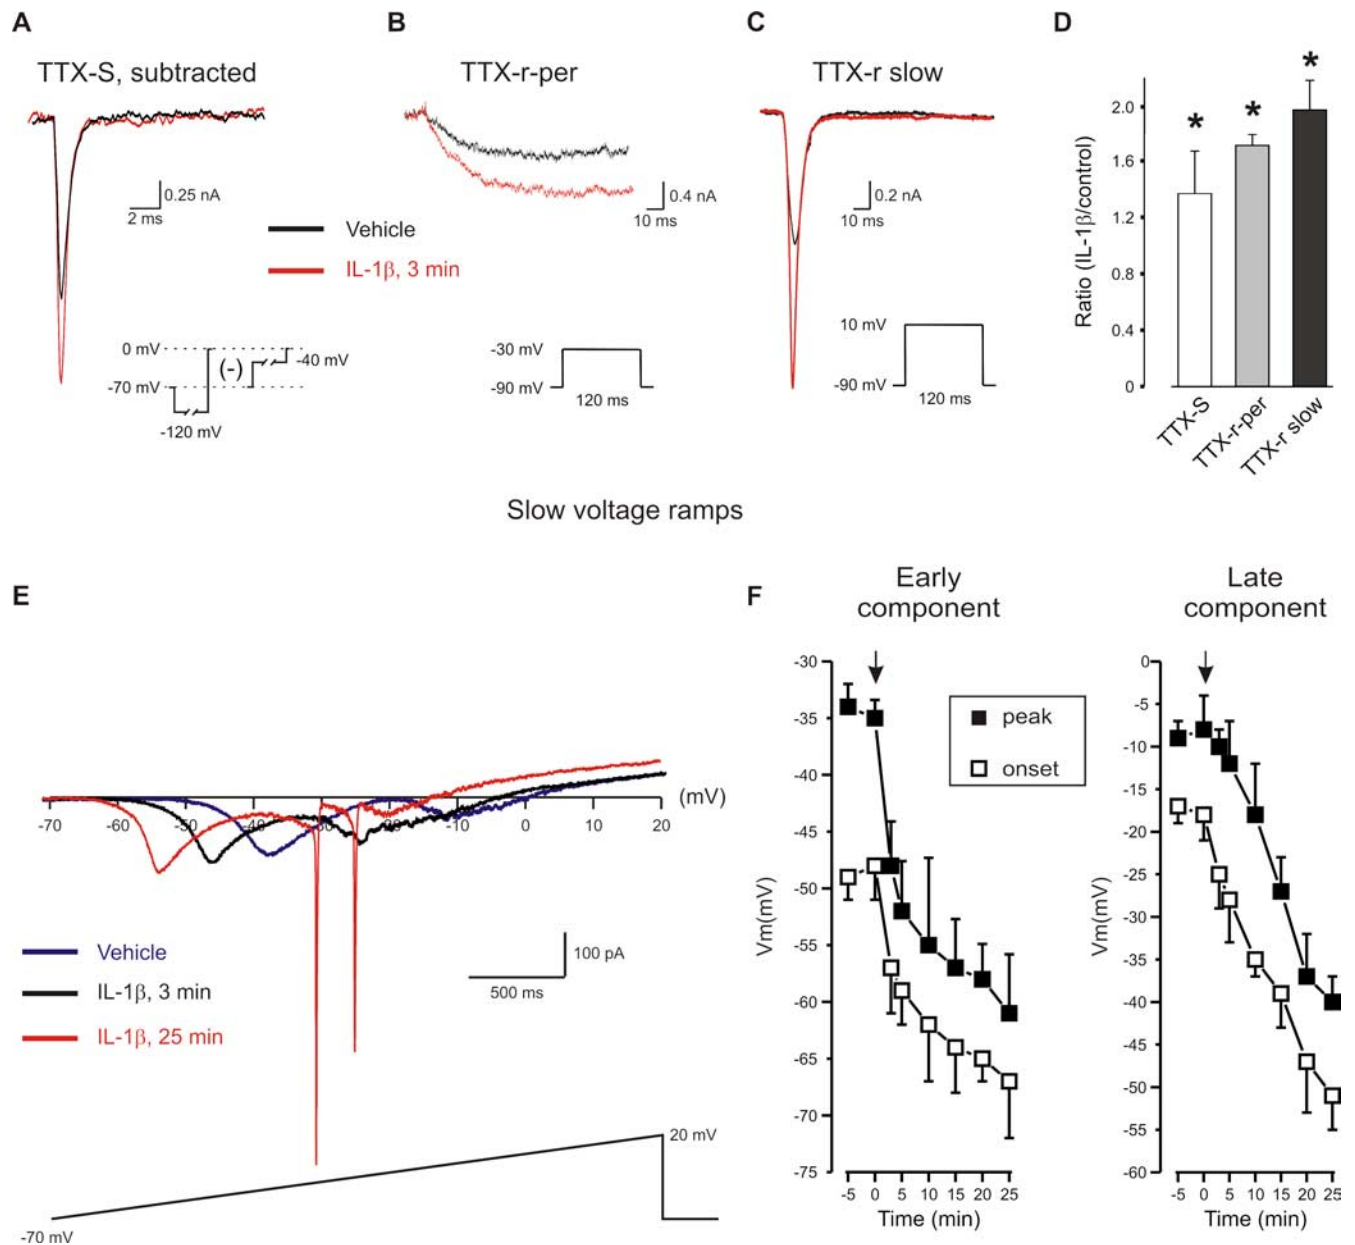 A
B
C
D
TTX-S, subtracted
TTX-r-per
TTX-r slow
0.25 nA
2 ms
0.4 nA
10 ms
0.2 nA
10 ms
Vehicle
IL-1β, 3 min
0 mV
(-)
-40 mV
-70 mV
-120 mV
-30 mV
-90 mV
120 ms
10 mV
-90 mV
120 ms
Ratio (IL-1β/control)
2.0
1.6
1.2
0.8
0.4
0
* * *
TTX-S
TTX-r-per
TTX-r slow
Slow voltage ramps
E
F
Early
component
Late
component
(mV)
-70 -60 -50 -40 -30 -20 -10 0 10 20
Vehicle
IL-1β, 3 min
IL-1β, 25 min
100 pA
500 ms
20 mV
-70 mV
peak
onset
Vm(mV)
-30
-35
-40
-45
-50
-55
-60
-65
-70
-75
-5 0 5 10 15 20 25
Time (min)
Vm(mV)
0
-5
-10
-15
-20
-25
-30
-35
-40
-45
-50
-55
-60
-5 0 5 10 15 20 25
Time (min)